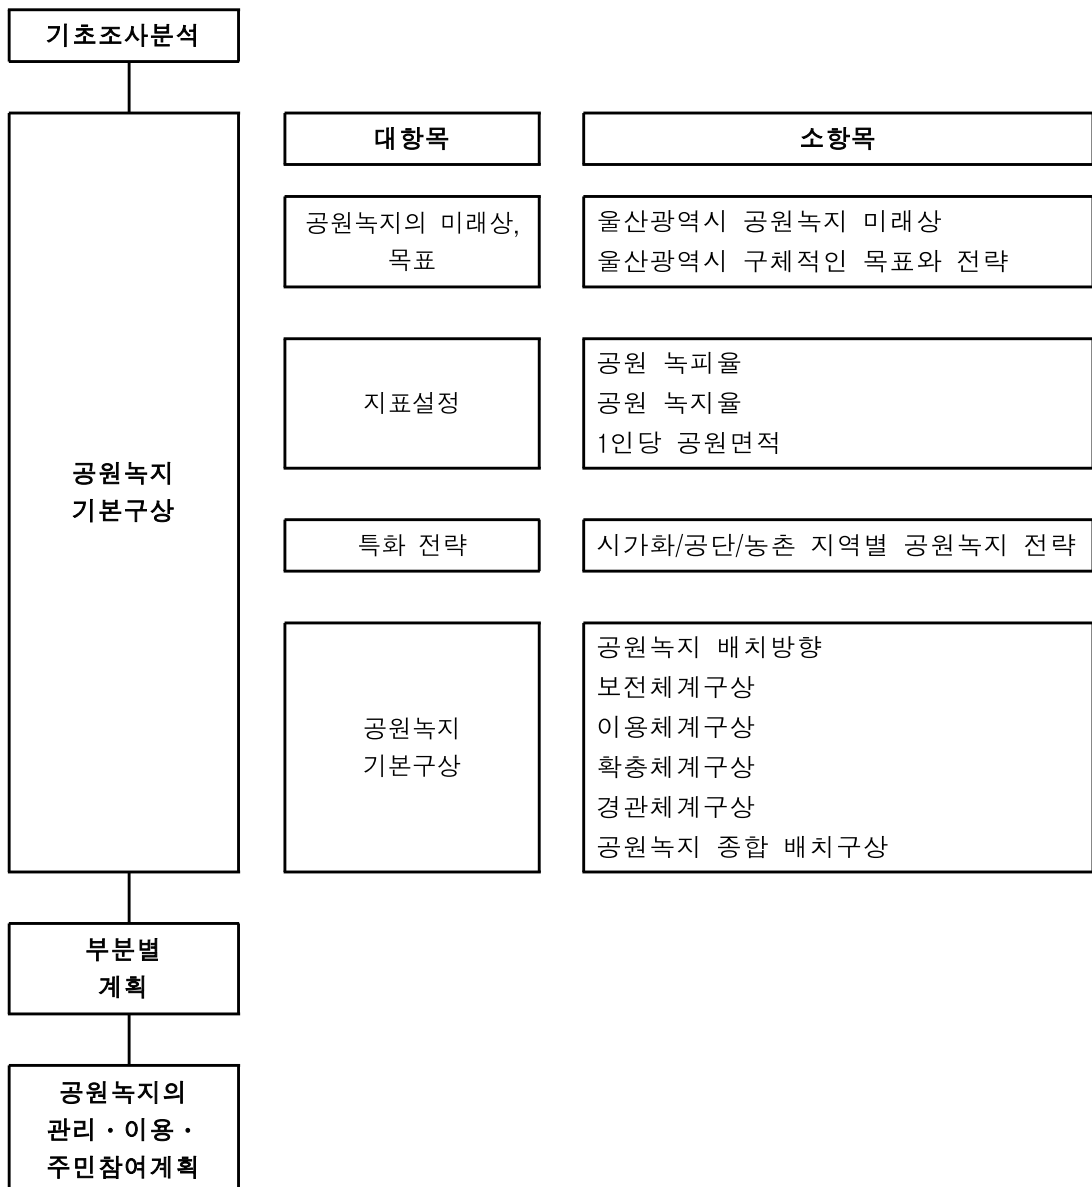 기초조사분석
대항목
소항목
공원녹지의 미래상,
목표
울산광역시 공원녹지 미래상
울산광역시 구체적인 목표와 전략
지표설정
공원 녹피율
공원 녹지율
1인당 공원면적
공원녹지
기본구상
특화 전략
시가화/공단/농촌 지역별 공원녹지 전략
공원녹지
기본구상
공원녹지 배치방향
보전체계구상
이용체계구상
확충체계구상
경관체계구상
공원녹지 종합 배치구상
부분별
계획
공원녹지의
관리·이용·
주민참여계획